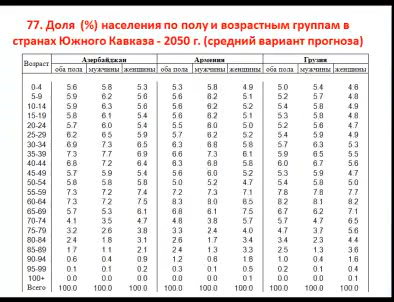 77. Доля (%) населения по полу и возрастным группам в
странах Южного Кавказа - 2050 г. (средний вариант прогноза)
Возраст Азербайджан Армения Грузия
оба пола мужчины женщины оба пола мужчины женщины оба пола мужчины женщины
0-4 5.6 5.8 5.3 5.3 5.8 4.9 5.0 5.4 4.6
5-9 5.9 6.2 5.6 5.6 6.2 5.1 5.2 5.7 4.8
10-14 5.9 6.3 5.6 5.6 6.2 5.2 5.4 5.8 4.9
15-19 5.8 6.1 5.4 5.6 6.2 5.1 5.3 5.8 4.8
20-24 5.7 6.0 5.4 5.5 6.0 5.0 5.2 5.6 4.7
25-29 6.2 6.5 5.9 5.7 6.2 5.2 5.4 5.9 4.9
30-34 6.9 7.3 6.5 6.3 6.8 5.8 5.7 6.3 5.3
35-39 7.3 7.7 6.9 6.6 7.3 6.1 5.9 6.5 5.5
40-44 6.8 7.2 6.4 6.3 6.8 5.8 6.0 6.7 5.6
45-49 5.7 5.9 5.4 5.6 6.0 5.2 5.3 5.9 4.7
50-54 5.8 5.8 5.8 5.0 5.2 4.7 5.4 5.8 5.0
55-59 7.3 7.2 7.4 7.2 7.3 7.1 7.3 7.6 6.9
60-64 7.3 7.2 7.5 8.3 8.0 6.5 8.2 8.1 8.2
65-69 5.7 5.3 6.1 6.8 6.1 7.5 6.7 6.2 7.1
70-74 4.1 3.5 4.7 4.8 3.8 5.7 5.7 4.7 6.5
75-79 3.2 2.6 3.8 3.3 2.4 4.0 4.7 3.7 5.6
80-84 2.4 1.8 3.1 2.6 1.7 3.4 3.4 2.3 4.4
85-89 1.7 1.1 2.1 2.4 1.3 3.3 2.5 1.3 3.6
90-94 0.6 0.4 0.9 1.2 0.6 1.8 1.0 0.4 1.6
95-99 0.1 0.1 0.2 0.3 0.1 0.5 0.2 0.1 0.4
100+ 0.0 0.0 0.0 0.0 0.0 0.1 0.0 0.0 0.1
Всего 100.0 100.0 100.0 100.0 100.0 100.0 100.0 100.0 100.0